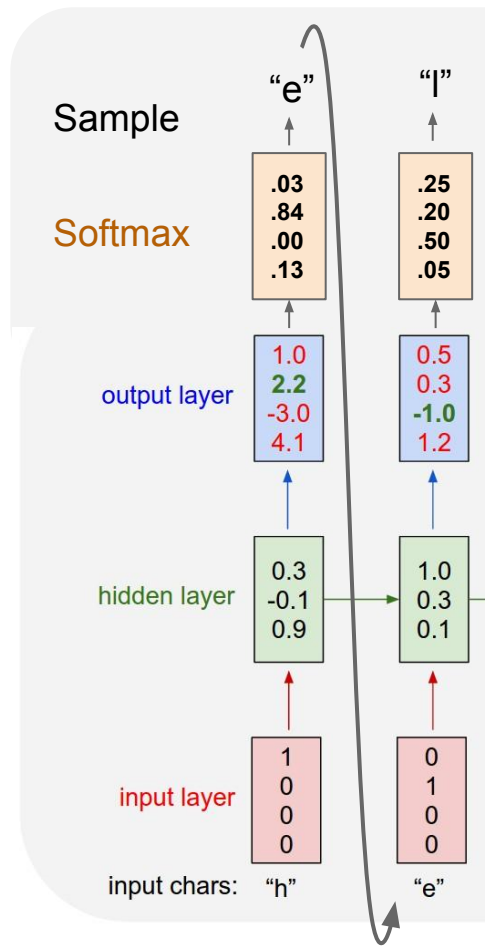 “e” “l”
Sample
.03 .25
.84 .20
Softmax
.00 .50
.13 .05
1.0 0.5
2.2 0.3
output layer
-3.0 -1.0
4.1 1.2
0.3 1.0
hidden layer -0.1 0.3
0.9 0.1
1 0
0 1
input layer
0 0
0 0
input chars: “h” “e”